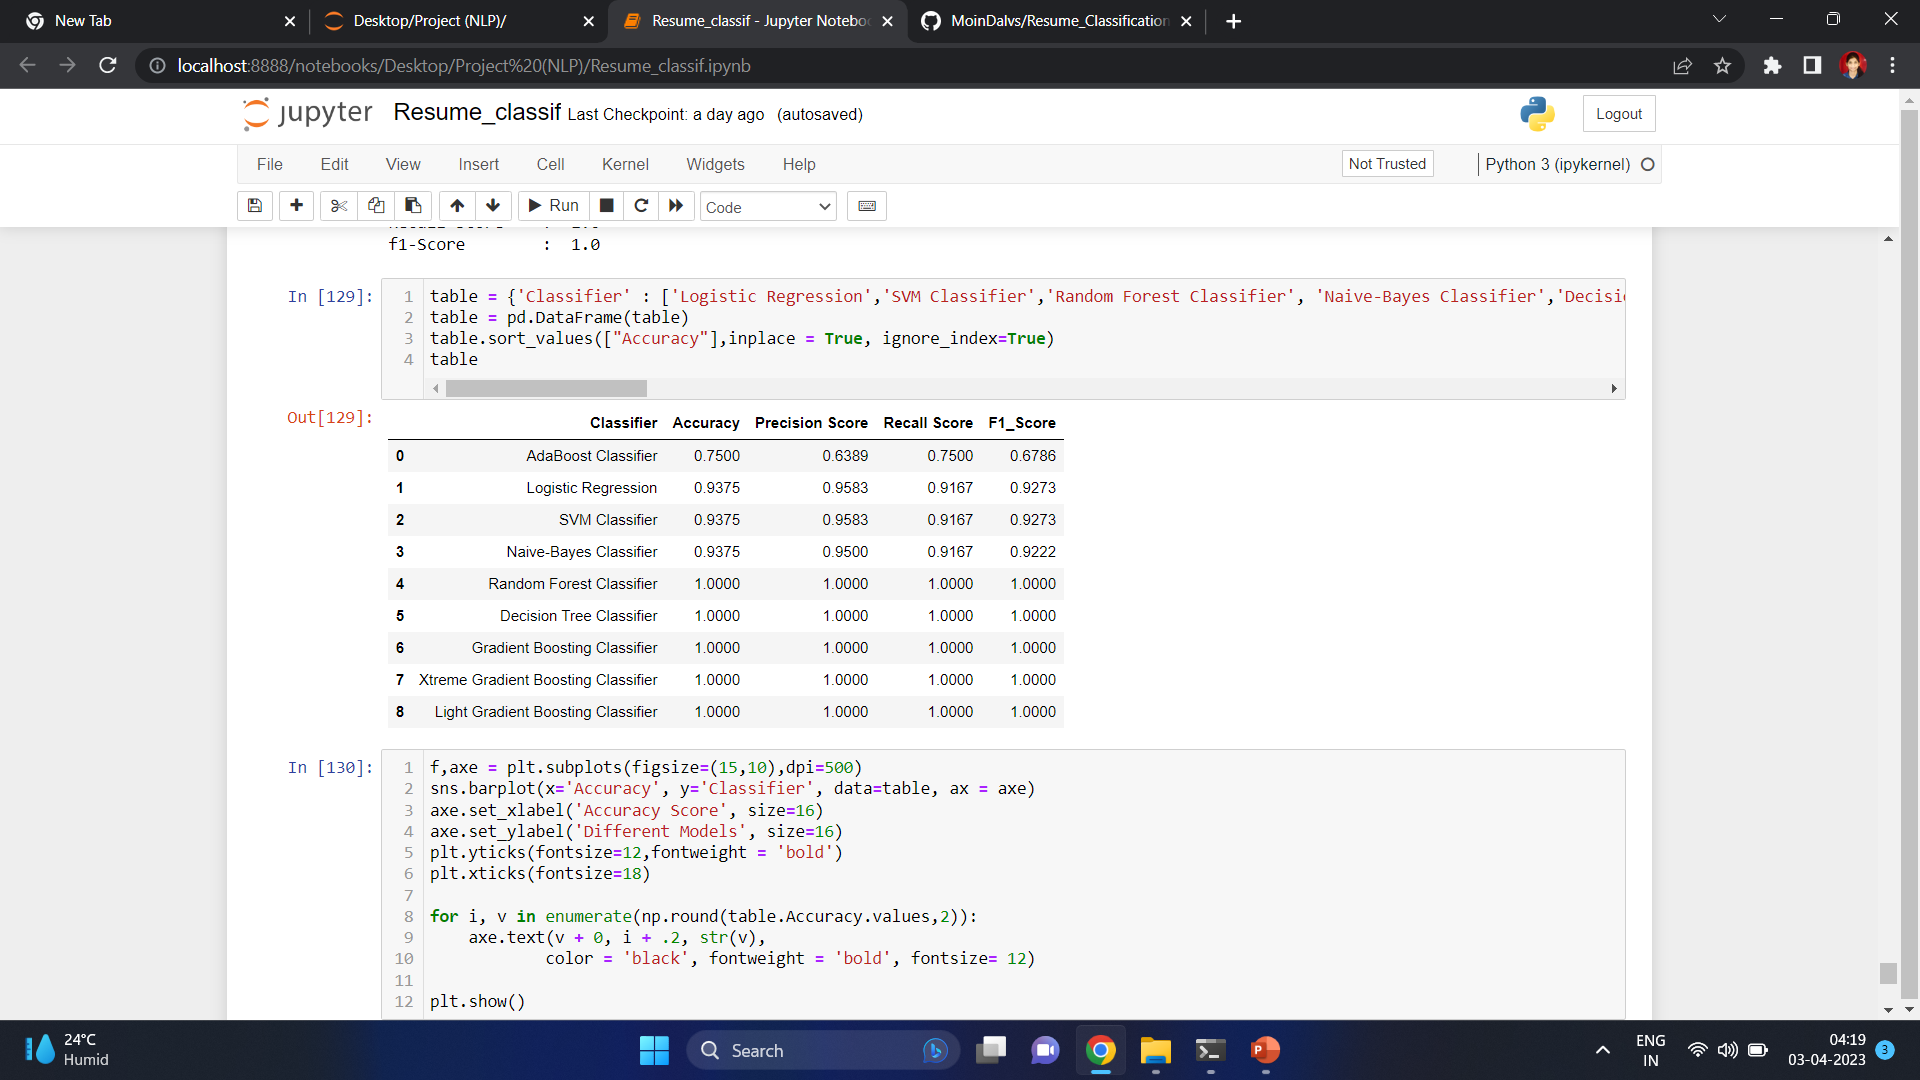 New Tab
Desktop/Project (NLP)/
Resume_classif - Jupyter Notebo
MoinDalvs/Resume_Classification
localhost:8888/notebooks/Desktop/Project%20(NLP)/Resume_classif.ipynb
jupyter Resume_classif Last Checkpoint: a day ago (autosaved)
Logout
File Edit View Insert Cell Kernel Widgets Help
Not Trusted
Python 3 (ipykernel)
Run
Code
f1-Score : 1.0
In [129]:
1 table = {'Classifier' : ['Logistic Regression','SVM Classifier','Random Forest Classifier', 'Naive-Bayes Classifier','Decisi
2 table = pd.DataFrame(table)
3 table.sort_values(["Accuracy"],inplace = True, ignore_index=True)
4 table
Out[129]:
Classifier Accuracy Precision Score Recall Score F1_Score
0 AdaBoost Classifier 0.7500 0.6389 0.7500 0.6786
1 Logistic Regression 0.9375 0.9583 0.9167 0.9273
2 SVM Classifier 0.9375 0.9583 0.9167 0.9273
3 Naive-Bayes Classifier 0.9375 0.9500 0.9167 0.9222
4 Random Forest Classifier 1.0000 1.0000 1.0000 1.0000
5 Decision Tree Classifier 1.0000 1.0000 1.0000 1.0000
6 Gradient Boosting Classifier 1.0000 1.0000 1.0000 1.0000
7 Xtreme Gradient Boosting Classifier 1.0000 1.0000 1.0000 1.0000
8 Light Gradient Boosting Classifier 1.0000 1.0000 1.0000 1.0000
In [130]:
1 f,axe = plt.subplots(figsize=(15,10),dpi=500)
2 sns.barplot(x='Accuracy', y='Classifier', data=table, ax = axe)
3 axe.set_xlabel('Accuracy Score', size=16)
4 axe.set_ylabel('Different Models', size=16)
5 plt.yticks(fontsize=12,fontweight = 'bold')
6 plt.xticks(fontsize=18)
7
8 for i, v in enumerate(np.round(table.Accuracy.values,2)):
9 axe.text(v + 0, i + .2, str(v),
10 color = 'black', fontweight = 'bold', fontsize= 12)
11
12 plt.show()
24°C
Humid
Search
ENG
IN
04:19
03-04-2023
3